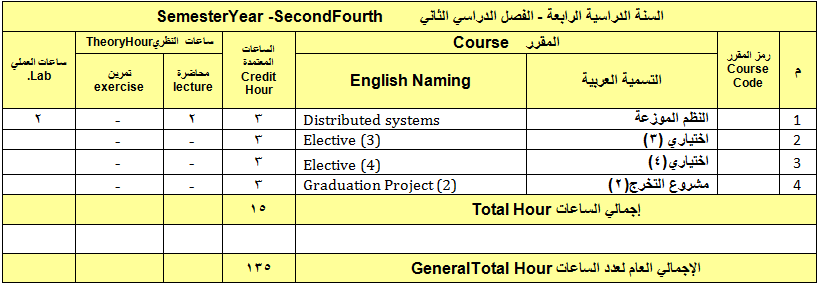 السنة الدراسية الرابعة - الفصل الدراسي الثاني SemesterYear -SecondFourth
م
رمز المقرر
Course
Code
المقرر Course
التسمية العربية
English Naming
الساعات
المعتمدة
Credit
Hour
ساعات النظري TheoryHour
محاضرة
lecture
تمرين
exercise
ساعات العملي
Lab.
1 النظم الموزعة Distributed systems ٣ ٢ - ٢
2 اختياري (٣) Elective (3) ٣ - -
3 اختياري(٤) Elective (4) ٣ - -
4 مشروع التخرج(٢) Graduation Project (2) ٣ - -
إجمالي الساعات Total Hour ١٥
الإجمالي العام لعدد الساعات GeneralTotal Hour ١٣٥